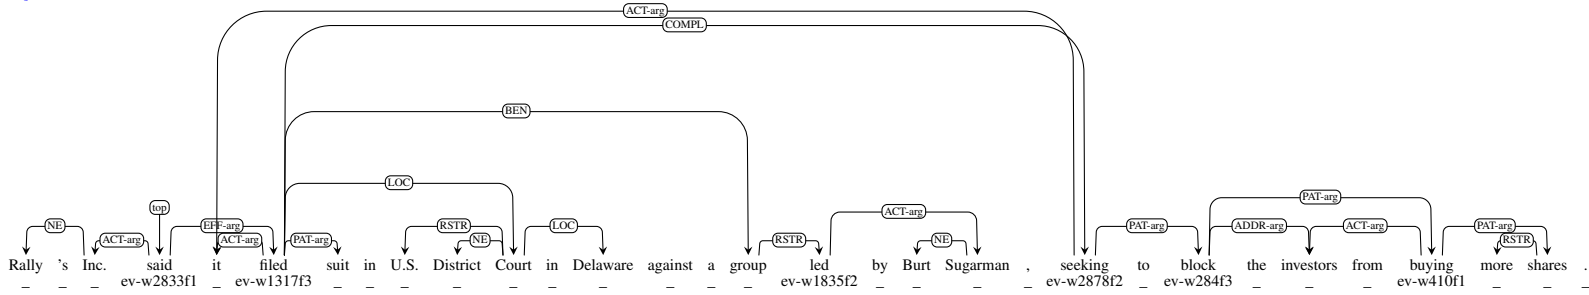 ACT-arg
COMPL
BEN
LOC
top
PAT-arg
ACT-arg
NE EFF-arg RSTR LOC RSTR PAT-arg ADDR-arg ACT-arg PAT-arg
ACT-arg ACT-arg PAT-arg NE NE RSTR
Rally 's Inc. said it filed suit in U.S. District Court in Delaware against a group led by Burt Sugarman , seeking to block the investors from buying more shares .
_ _ _ ev-w2833f1 _ ev-w1317f3 _ _ _ _ _ _ _ _ _ _ ev-w1835f2 _ _ _ _ ev-w2878f2 _ ev-w284f3 _ _ _ ev-w410f1 _ _ _